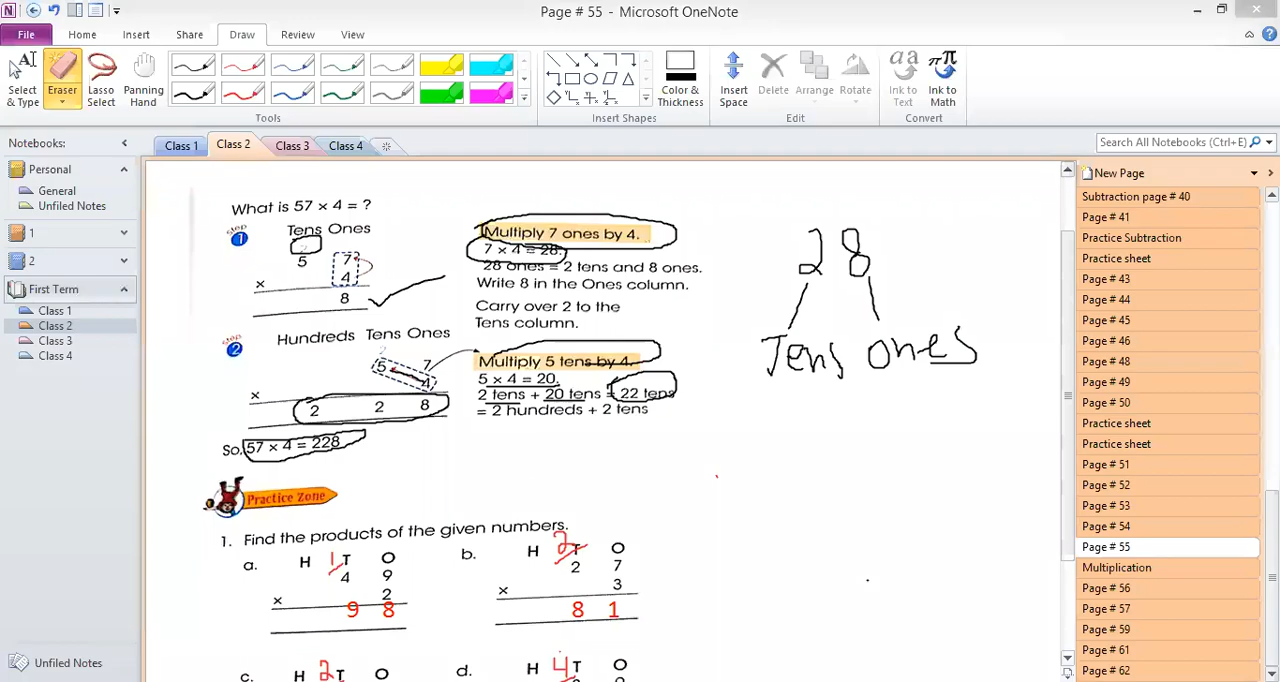 Page # 55 - Microsoft OneNote
File Home Insert Share Draw Review View
Select & Type
Eraser
Lasso Select
Panning Hand
Color & Thickness
Insert Space
Delete
Arrange
Rotate
Ink to Text
Ink to Math
Tools
Insert Shapes
Edit
Convert
Notebooks:
Class 1 Class 2 Class 3 Class 4
Search All Notebooks (Ctrl+E)
Personal
General
Unfiled Notes
1
2
First Term
Class 1
Class 2
Class 3
Class 4
Unfiled Notes
What is 57 × 4 = ?
Step 1
Tens Ones
5 7
× 4
8
Multiply 7 ones by 4.
7 × 4 = 28.
28 ones = 2 tens and 8 ones.
Write 8 in the Ones column.
Carry over 2 to the
Tens column.
Step 2
Hundreds Tens Ones
2
5 7
× 4
2 2 8
Multiply 5 tens by 4.
5 × 4 = 20.
2 tens + 20 tens = 22 tens
= 2 hundreds + 2 tens
So, 57 × 4 = 228
28
Tens ones
Practice Zone
1. Find the products of the given numbers.
a. H T O
1
4 9
× 2
9 8
b. H T O
2
2 7
× 3
8 1
c. H T O
2
d. H T O
4
New Page
Subtraction page # 40
Page # 41
Practice Subtraction
Practice sheet
Page # 43
Page # 44
Page # 45
Page # 46
Page # 48
Page # 49
Page # 50
Practice sheet
Practice sheet
Page # 51
Page # 52
Page # 53
Page # 54
Page # 55
Multiplication
Page # 56
Page # 57
Page # 59
Page # 61
Page # 62